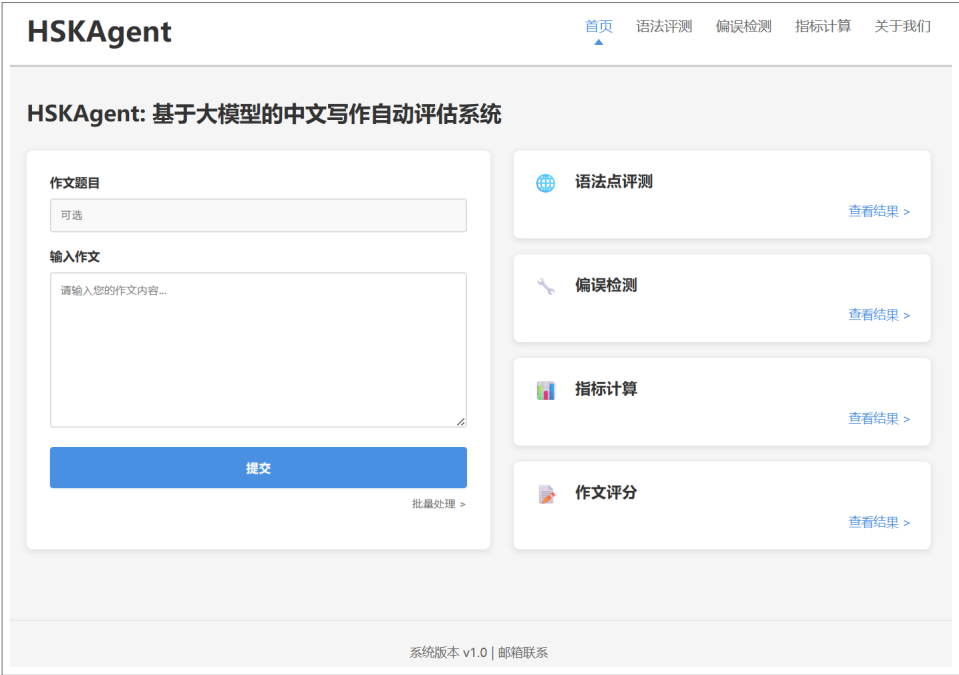 HSKAgent
首页 语法评测 偏误检测 指标计算 关于我们
HSKAgent: 基于大模型的中文写作自动评估系统
作文题目
可选
输入作文
请输入您的作文内容...
提交
批量处理 >
语法点评测
查看结果 >
偏误检测
查看结果 >
指标计算
查看结果 >
作文评分
查看结果 >
系统版本 v1.0 | 邮箱联系